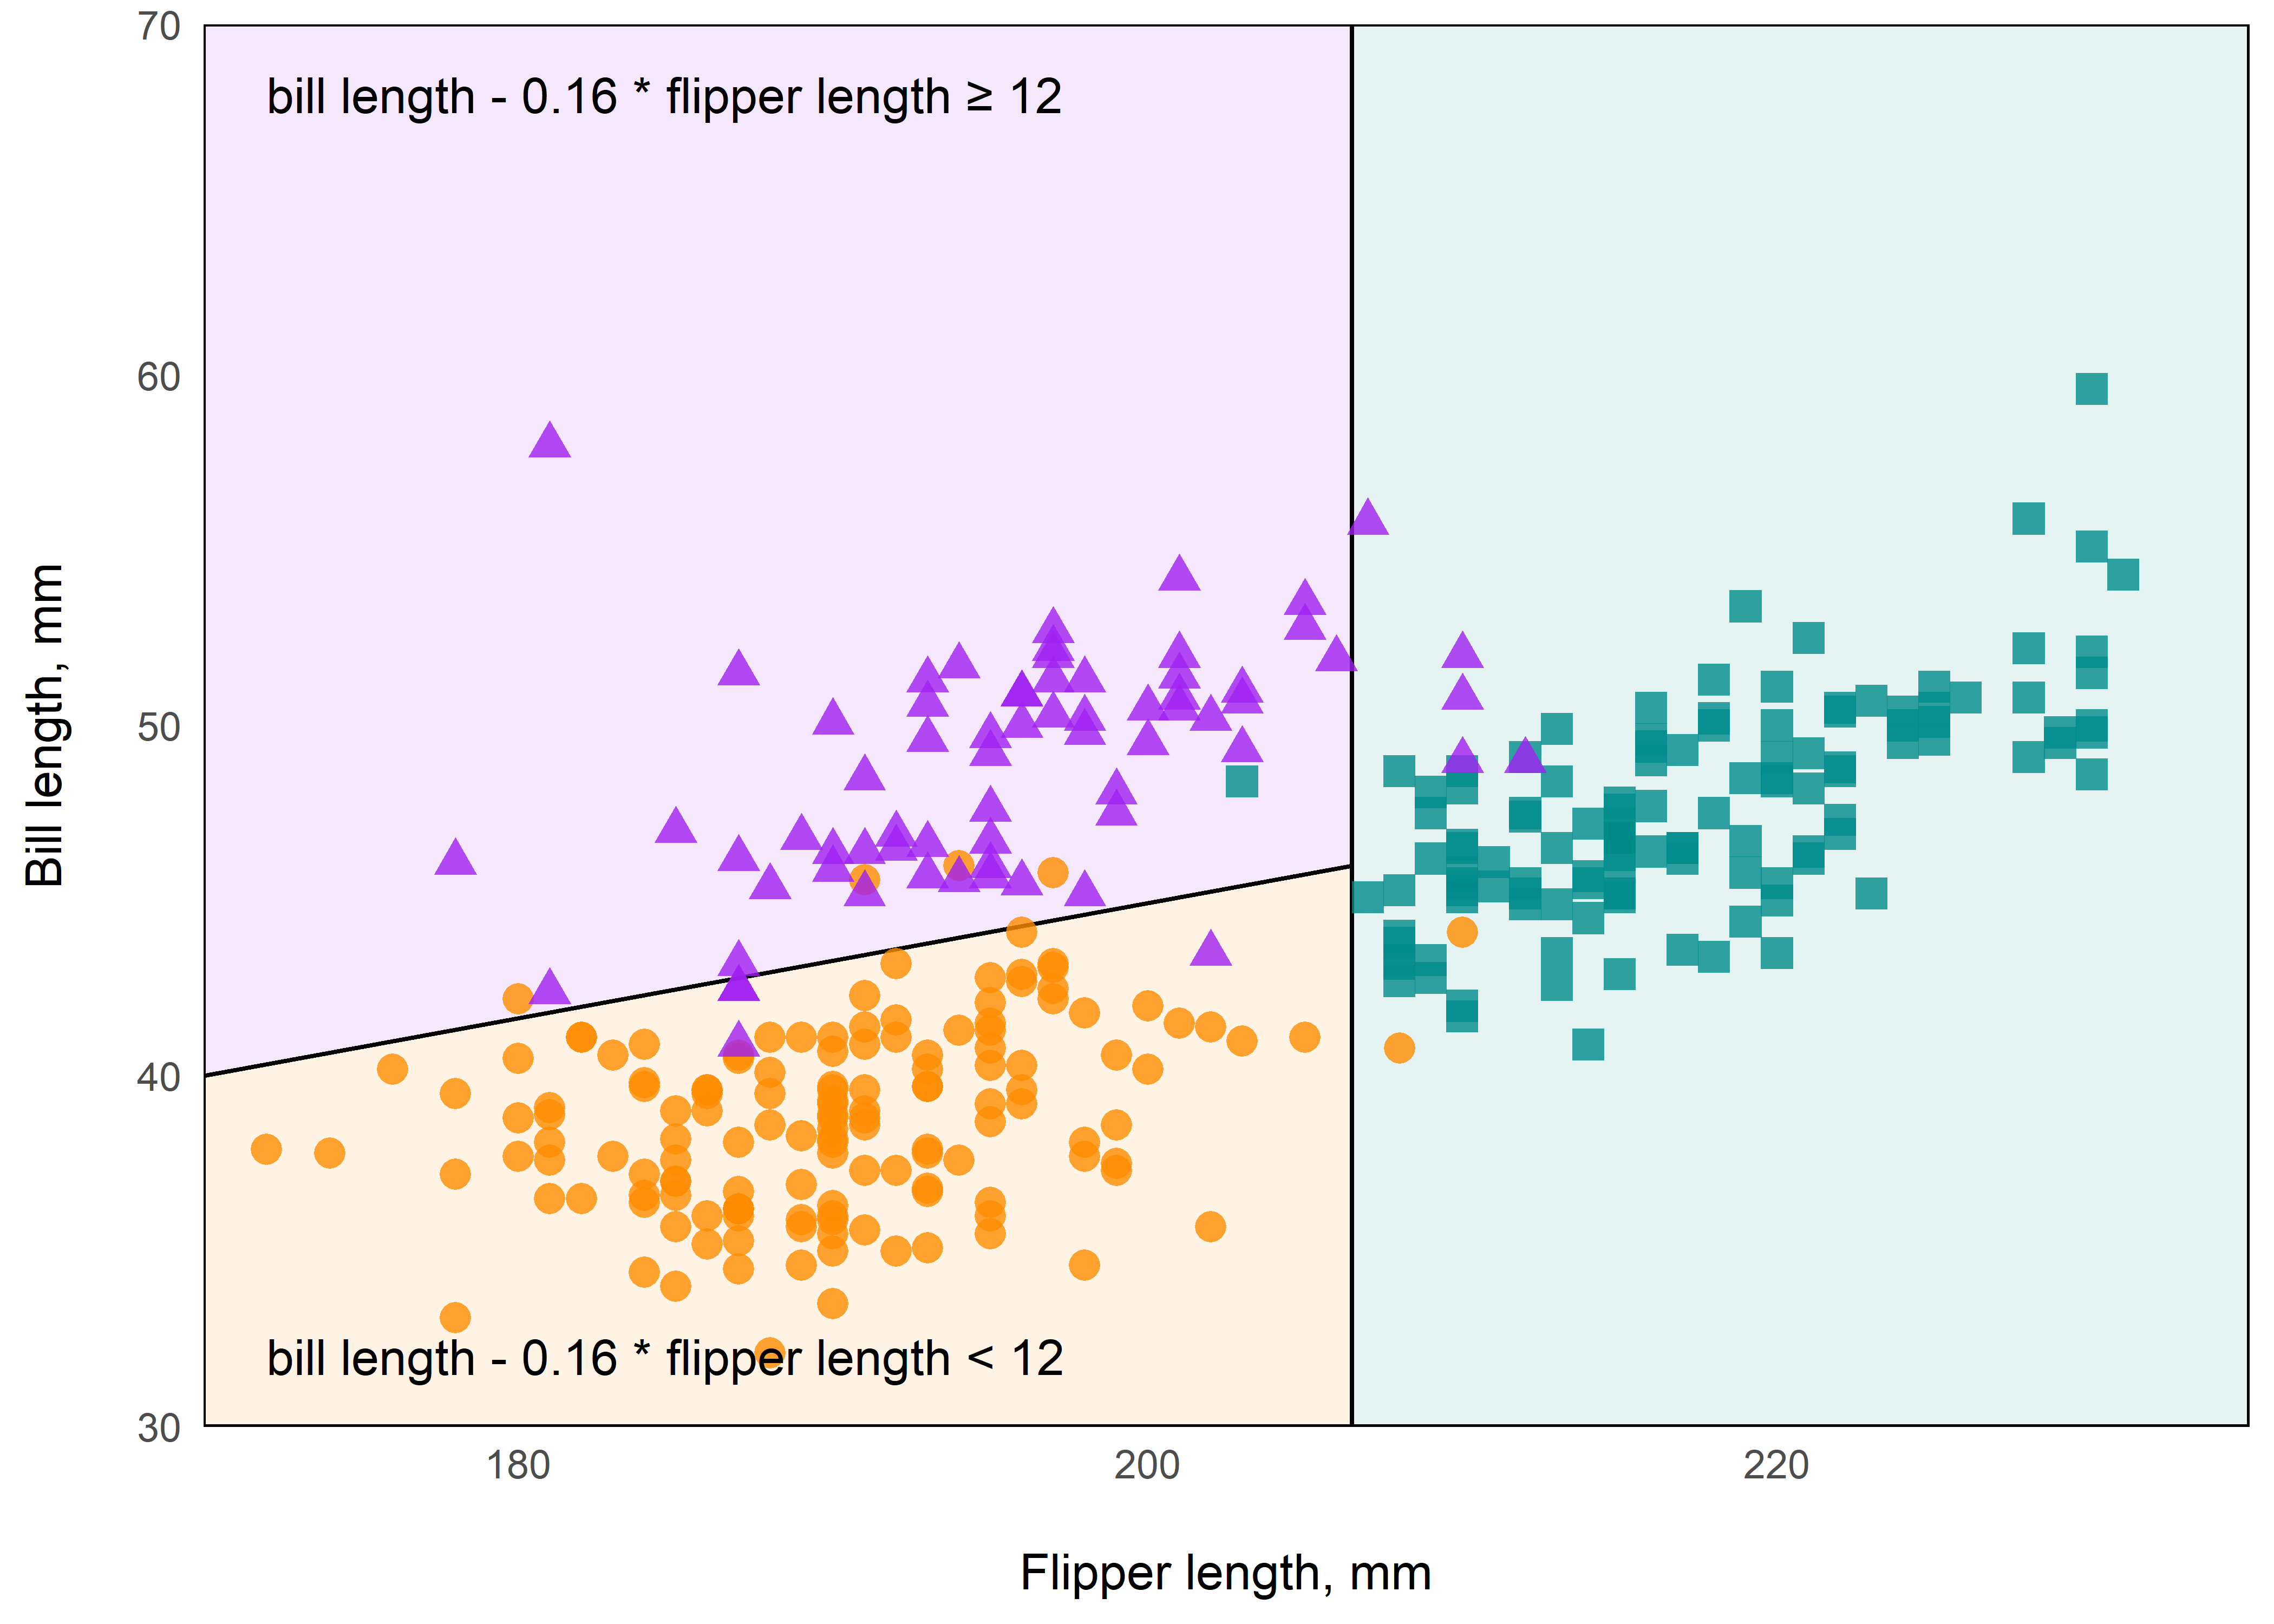 70
bill length - 0.16 * flipper length ≥ 12
60
50
Bill length, mm
40
bill length - 0.16 * flipper length < 12
30
180 200 220
Flipper length, mm